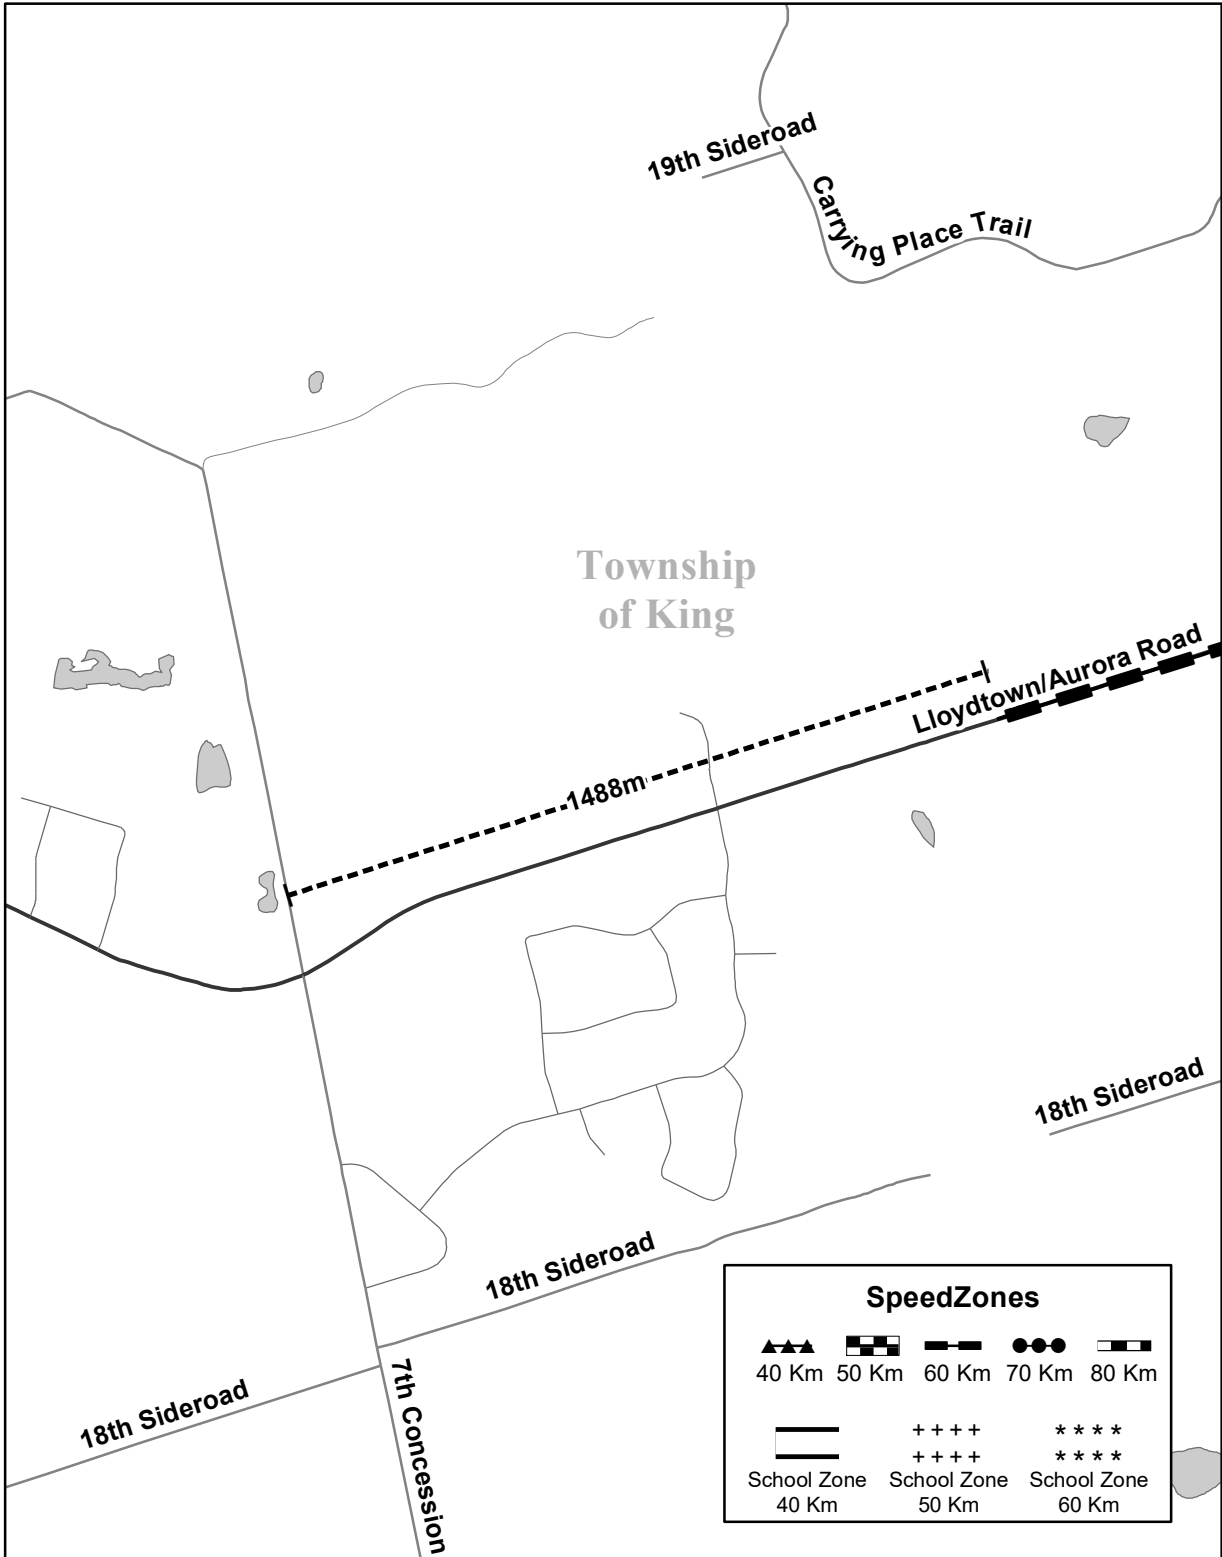 19th Sideroad
Carrying Place Trail
Township
of King
Lloydtown/Aurora Road
1488m
18th Sideroad
18th Sideroad
18th Sideroad
7th Concession
SpeedZones
40 Km 50 Km 60 Km 70 Km 80 Km
++++ ****
++++ ****
School Zone School Zone School Zone
40 Km 50 Km 60 Km